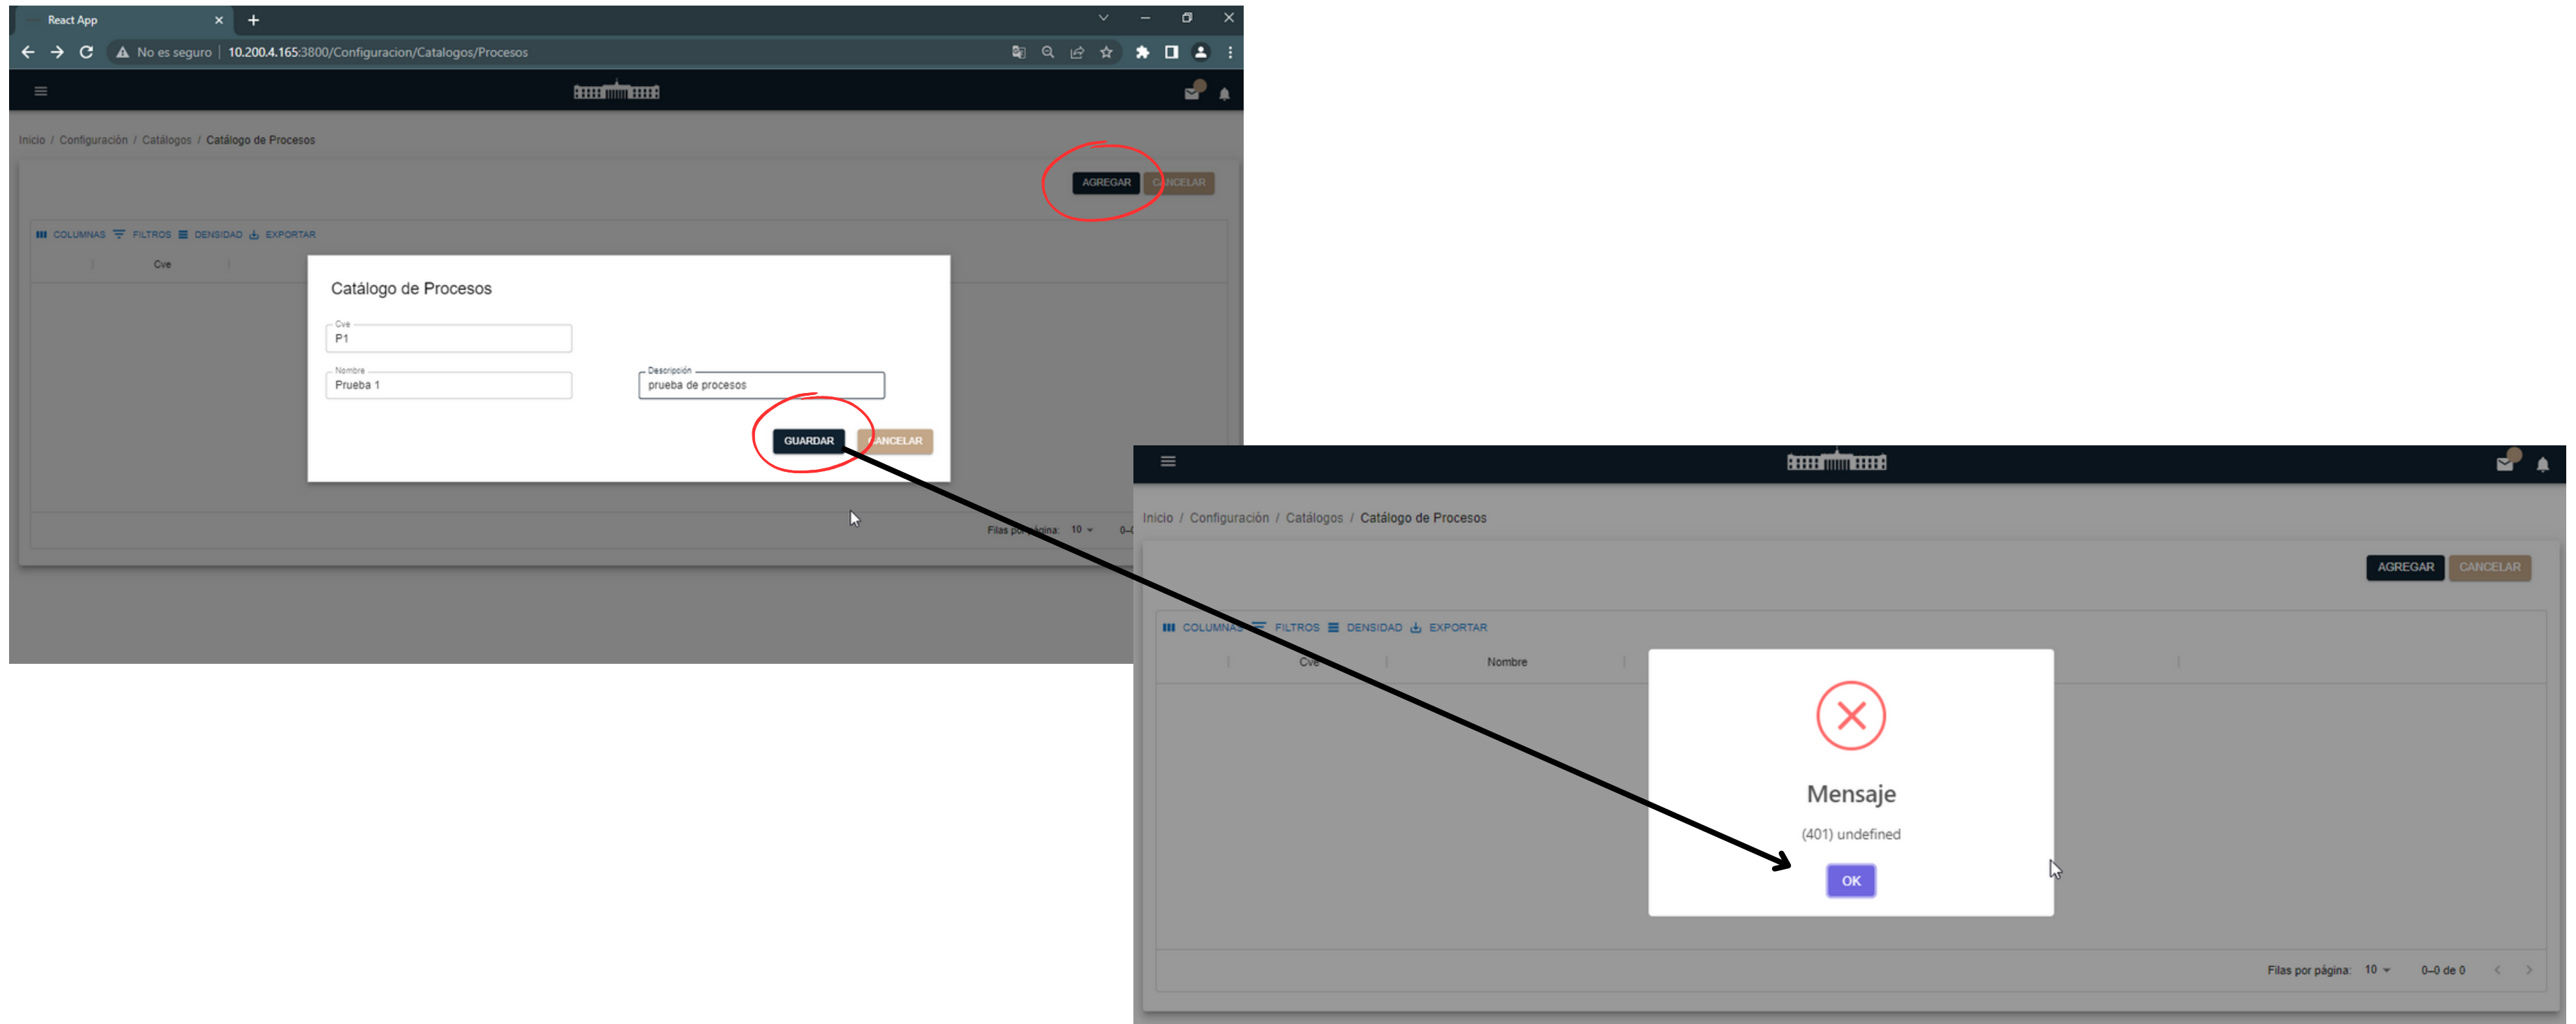 React App
No es seguro | 10.200.4.165:3800/Configuracion/Catalogos/Procesos
Inicio / Configuración / Catálogos / Catálogo de Procesos
AGREGAR CANCELAR
COLUMNAS FILTROS DENSIDAD EXPORTAR
Cve
Catálogo de Procesos
Cve
P1
Nombre
Prueba 1
Descripción
prueba de procesos
GUARDAR CANCELAR
Filas por página: 10
Inicio / Configuración / Catálogos / Catálogo de Procesos
AGREGAR CANCELAR
COLUMNAS FILTROS DENSIDAD EXPORTAR
Cve Nombre
Mensaje
(401) undefined
OK
Filas por página: 10 0–0 de 0